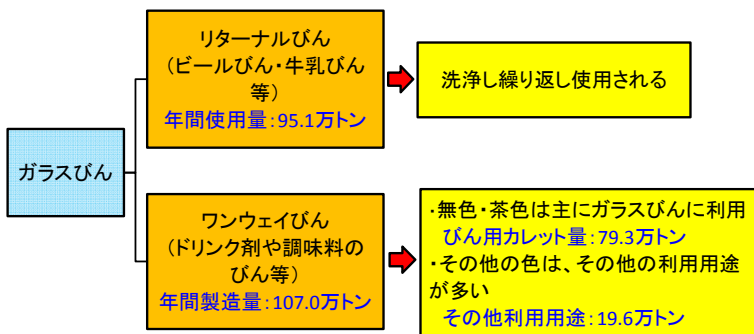 ガラスびん
リターナルびん
（ビールびん・牛乳びん
等）
年間使用量：95.1万トン
洗浄し繰り返し使用される
ワンウェイびん
（ドリンク剤や調味料の
びん等）
年間製造量：107.0万トン
・無色・茶色は主にガラスびんに利用
びん用カレット量：79.3万トン
・その他の色は、その他の利用用途
が多い
その他利用用途：19.6万トン